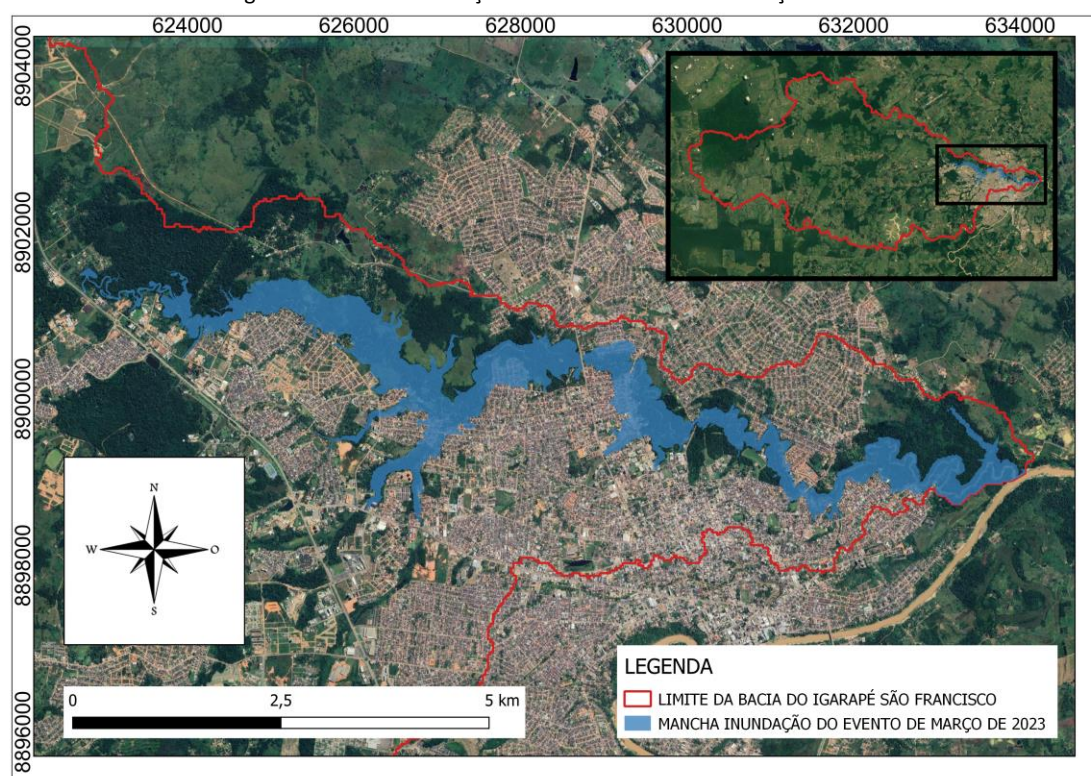 624000 626000 628000 630000 632000 634000
8904000
8902000
8900000
8898000
8896000
N
W O
S
0 2,5 5 km
LEGENDA
LIMITE DA BACIA DO IGARAPÉ SÃO FRANCISCO
MANCHA INUNDAÇÃO DO EVENTO DE MARÇO DE 2023